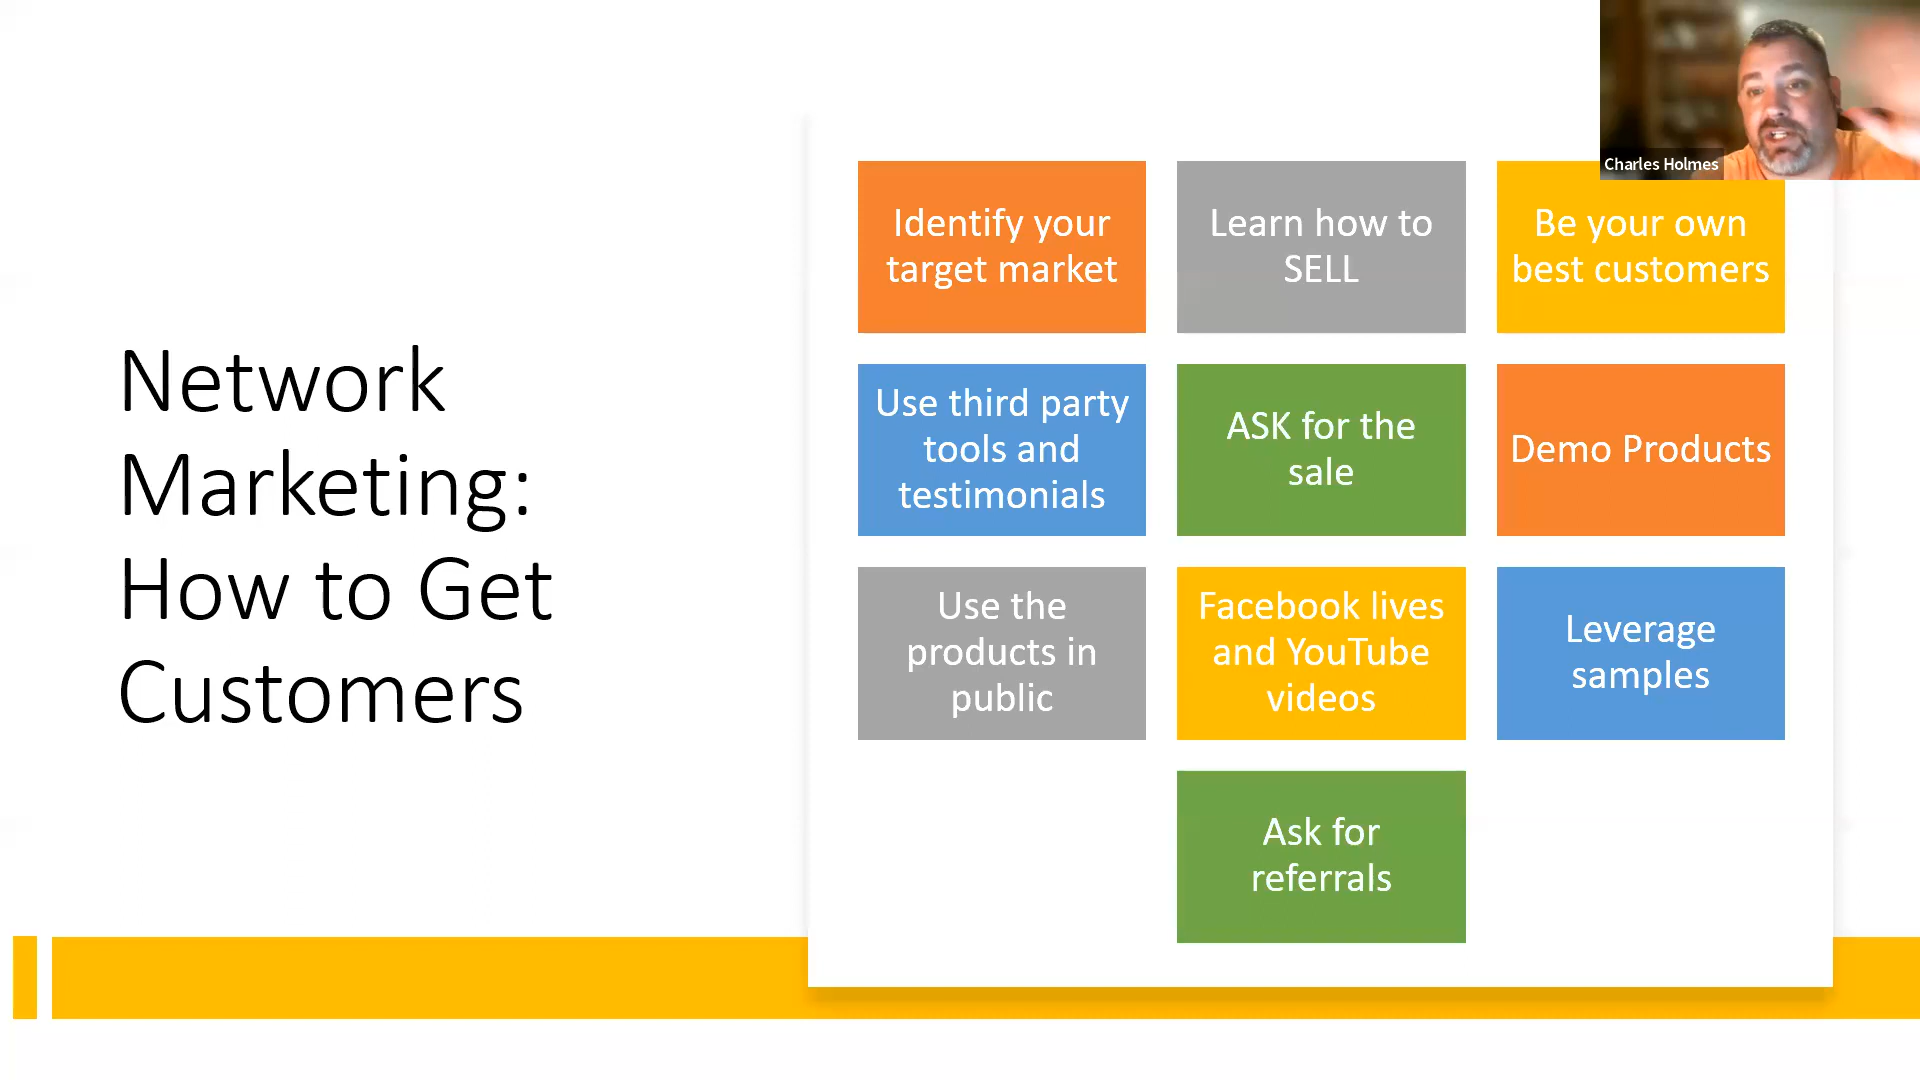 Charles Holmes
Network
Marketing:
How to Get
Customers
Identify your
target market
Learn how to
SELL
Be your own
best customers
Use third party
tools and
testimonials
ASK for the
sale
Demo Products
Use the
products in
public
Facebook lives
and YouTube
videos
Leverage
samples
Ask for
referrals